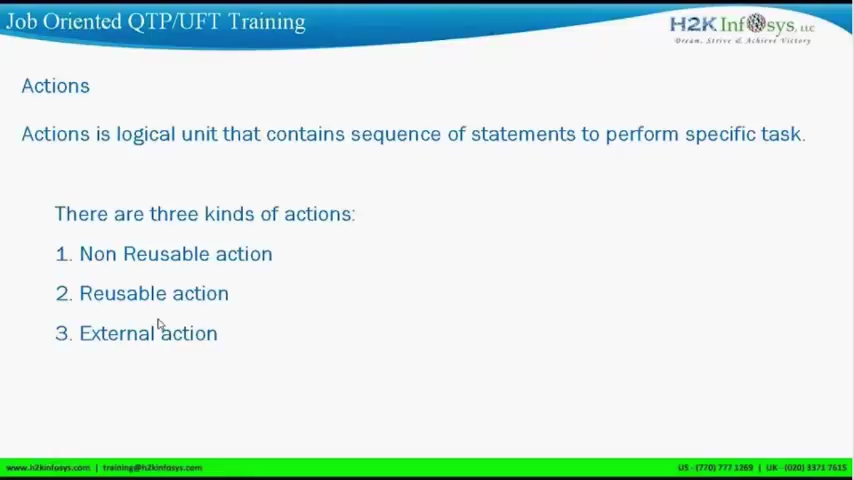 Job Oriented QTP/UFT Training
H2K Infosys, LLC
Dream, Strive & Achieve Victory
Actions
Actions is logical unit that contains sequence of statements to perform specific task.
There are three kinds of actions:
1. Non Reusable action
2. Reusable action
3. External action
www.h2kinfosys.com | training@h2kinfosys.com
US - (770) 777 1269 | UK - (020) 3371 7615